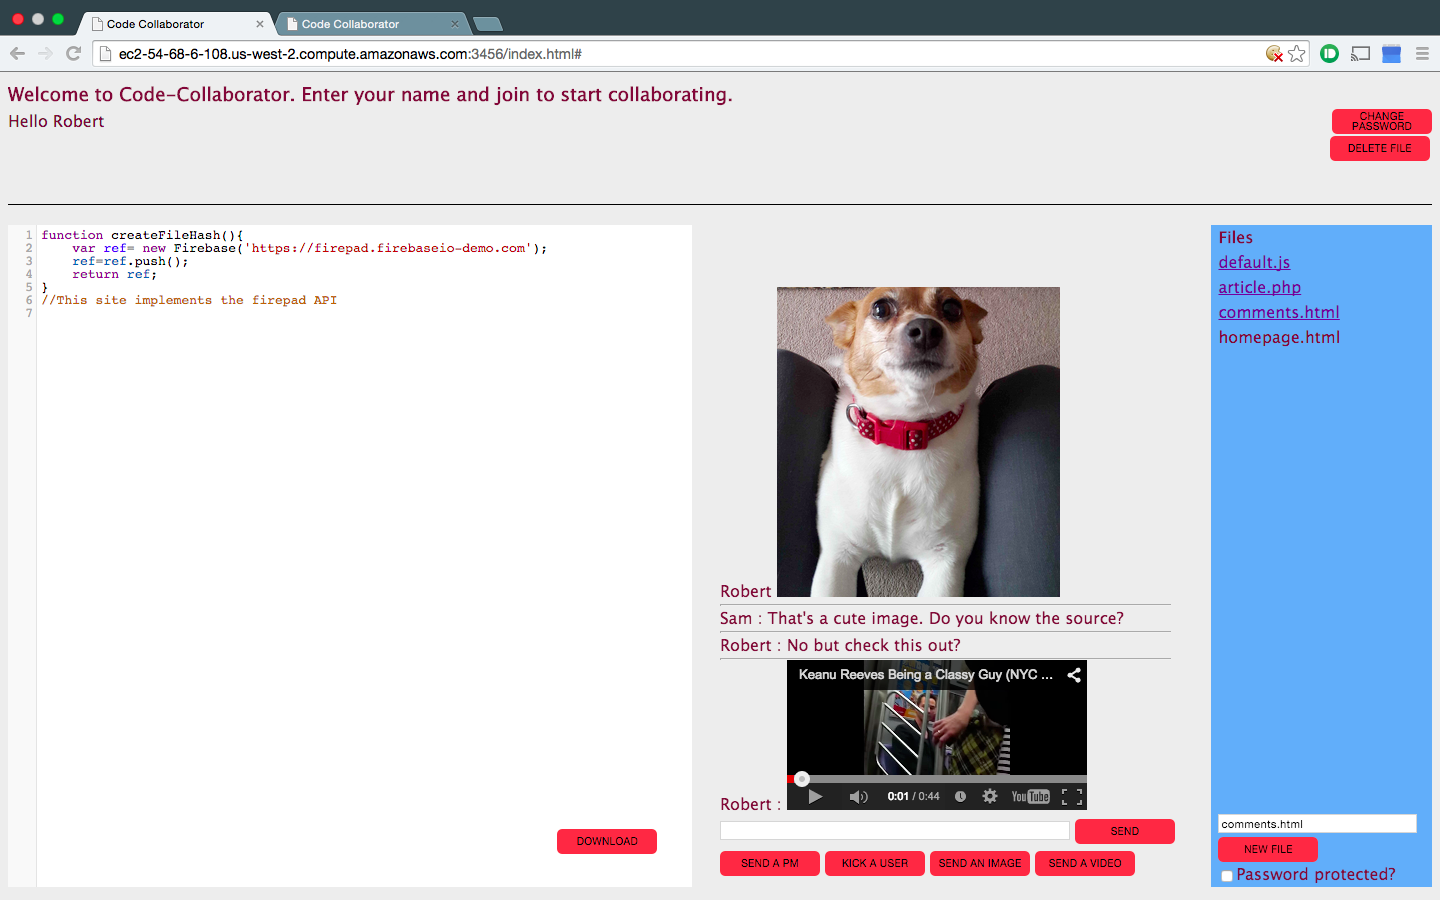 Code Collaborator
Code Collaborator
ec2-54-68-6-108.us-west-2.compute.amazonaws.com:3456/index.html#
Welcome to Code-Collaborator. Enter your name and join to start collaborating.
Hello Robert
CHANGE
PASSWORD
DELETE FILE
1 function createFileHash(){
2 var ref= new Firebase('https://firepad.firebaseio-demo.com');
3 ref=ref.push();
4 return ref;
5 }
6 //This site implements the firepad API
7
DOWNLOAD
Robert
Sam : That's a cute image. Do you know the source?
Robert : No but check this out?
Keanu Reeves Being a Classy Guy (NYC ...
0:01 / 0:44
YouTube
Robert :
SEND
SEND A PM
KICK A USER
SEND AN IMAGE
SEND A VIDEO
Files
default.js
article.php
comments.html
homepage.html
comments.html
NEW FILE
Password protected?